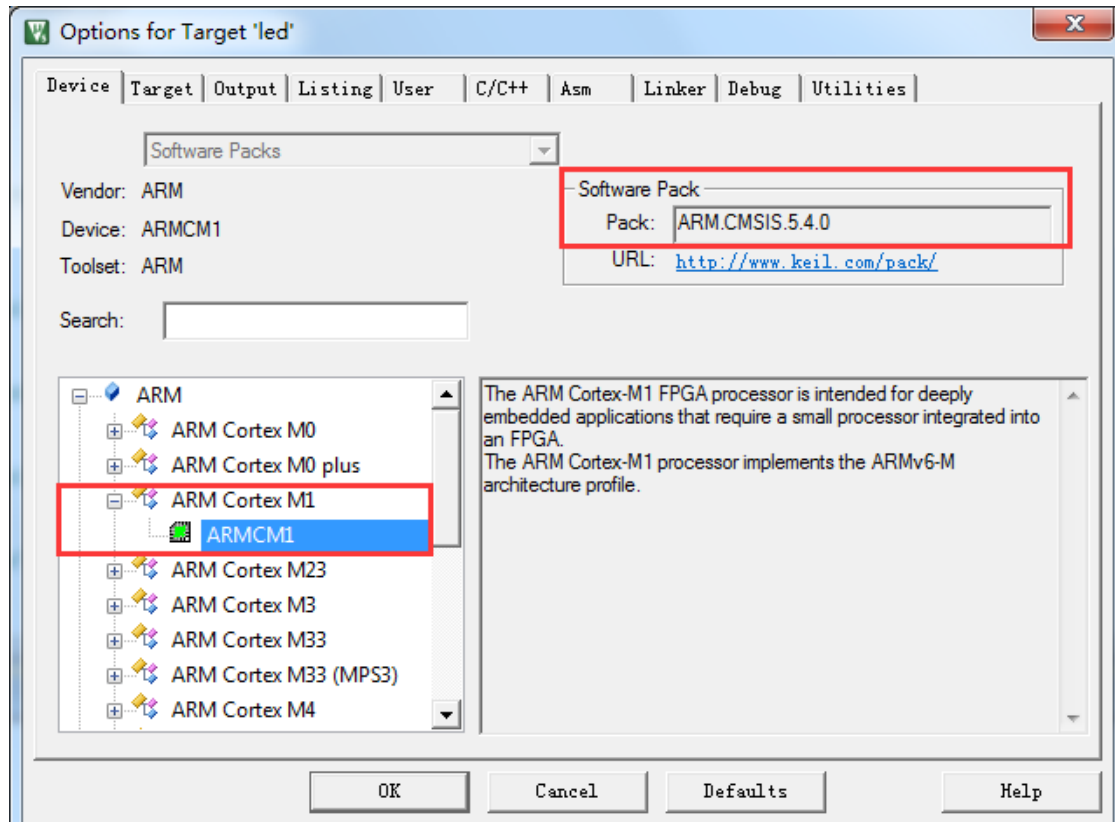 Options for Target 'led'
Device Target Output Listing User C/C++ Asm Linker Debug Utilities
Software Packs
Vendor: ARM
Device: ARMCM1
Toolset: ARM
Software Pack
Pack: ARM.CMSIS.5.4.0
URL: http://www.keil.com/pack/
Search:
ARM
ARM Cortex M0
ARM Cortex M0 plus
ARM Cortex M1
ARMCM1
ARM Cortex M23
ARM Cortex M3
ARM Cortex M33
ARM Cortex M33 (MPS3)
ARM Cortex M4
The ARM Cortex-M1 FPGA processor is intended for deeply
embedded applications that require a small processor integrated into
an FPGA.
The ARM Cortex-M1 processor implements the ARMv6-M
architecture profile.
OK Cancel Defaults Help